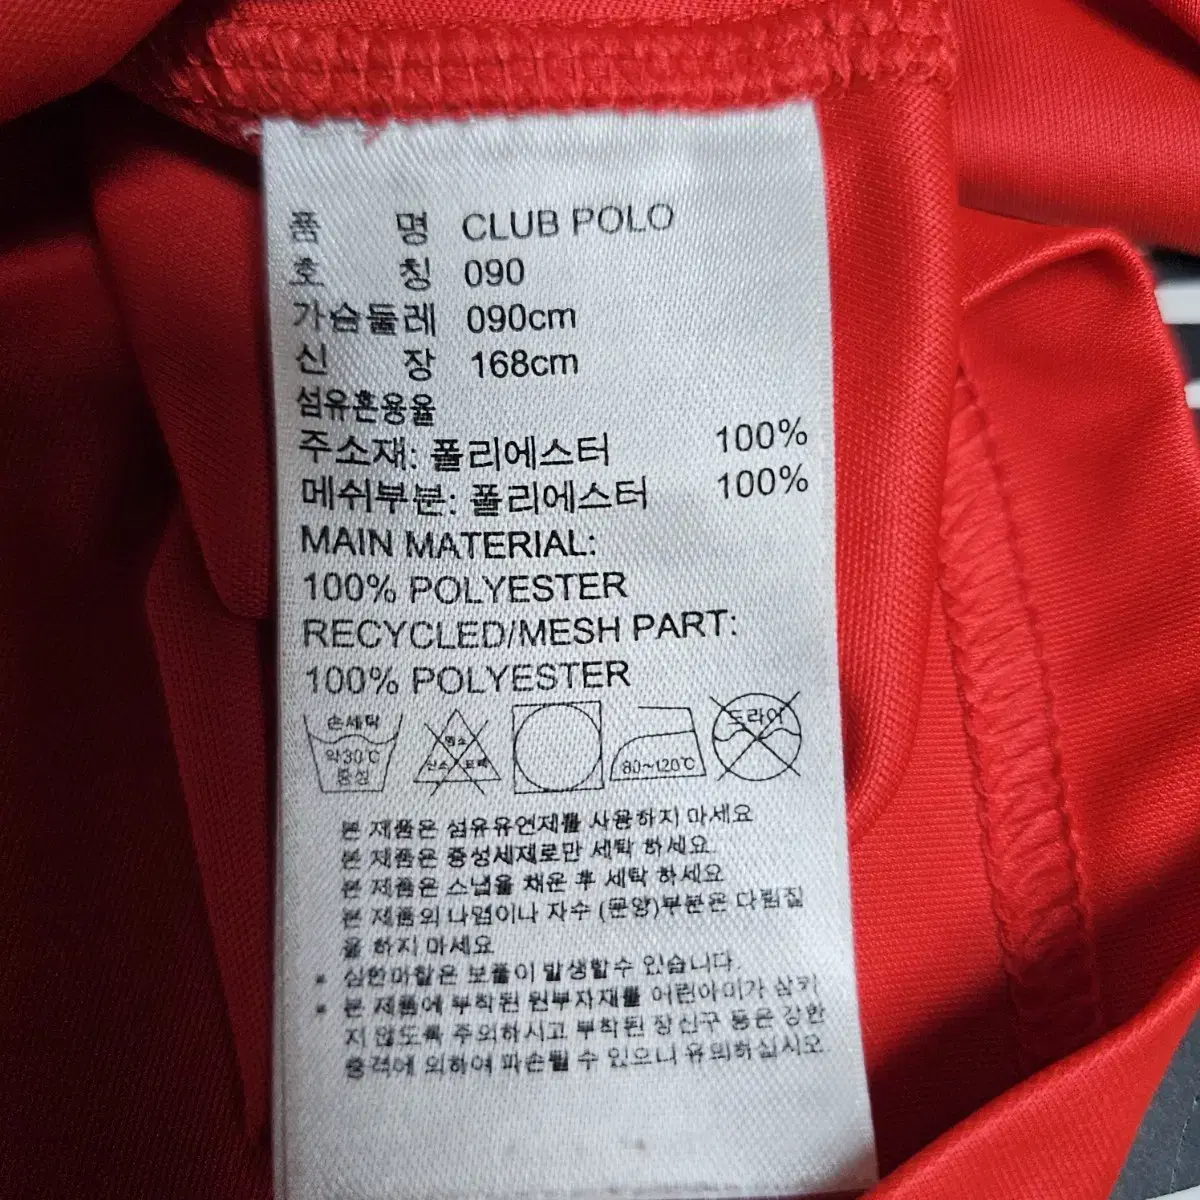 품 명 CLUB POLO
호 칭 090
가슴둘레 090cm
신 장 168cm
섬유혼용율
주소재: 폴리에스터 100%
메쉬부분: 폴리에스터 100%
MAIN MATERIAL:
100% POLYESTER
RECYCLED/MESH PART:
100% POLYESTER
손세탁
약30℃
중성
염소
산소 표백
80~120℃
드라이
본 제품은 섬유유연제를 사용하지 마세요
본 제품은 중성세제로만 세탁 하세요.
본 제품은 스냅을 채운 후 세탁 하세요
본 제품의 나염이나 자수 (문양)부분은 다림질
을 하지 마세요
* 심한마찰은 보풀이 발생할수 있습니다.
* 본 제품에 부착된 원부자재를 어린아이가 삼키
지 않도록 주의하시고 부착된 장신구 등은 강한
충격에 의하여 파손될 수 있으니 유의하십시오.